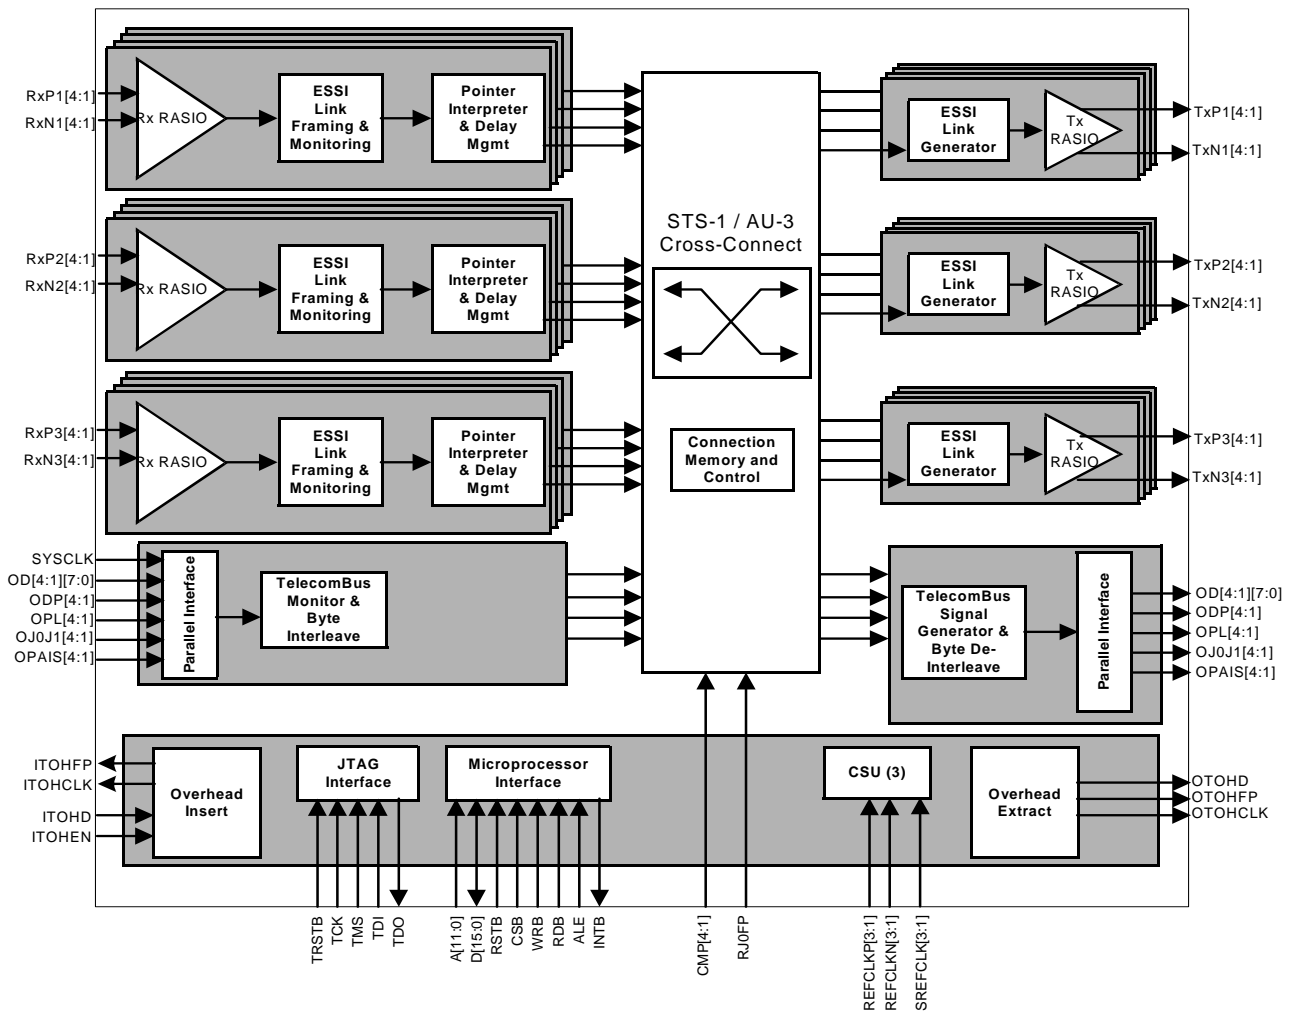 RxP1[4:1]
RxN1[4:1]
Rx RASIO
ESSI
Link
Framing &
Monitoring
Pointer
Interpreter
& Delay
Mgmt
ESSI
Link
Generator
Tx
RASIO
TxP1[4:1]
TxN1[4:1]
STS-1 / AU-3
Cross-Connect
RxP2[4:1]
RxN2[4:1]
Rx RASIO
ESSI
Link
Framing &
Monitoring
Pointer
Interpreter
& Delay
Mgmt
ESSI
Link
Generator
Tx
RASIO
TxP2[4:1]
TxN2[4:1]
RxP3[4:1]
RxN3[4:1]
Rx RASIO
ESSI
Link
Framing &
Monitoring
Pointer
Interpreter
& Delay
Mgmt
Connection
Memory and
Control
ESSI
Link
Generator
Tx
RASIO
TxP3[4:1]
TxN3[4:1]
SYSCLK
OD[4:1][7:0]
ODP[4:1]
OPL[4:1]
OJ0J1[4:1]
OPAIS[4:1]
Parallel Interface
TelecomBus
Monitor &
Byte
Interleave
TelecomBus
Signal
Generator &
Byte De-
Interleave
Parallel Interface
OD[4:1][7:0]
ODP[4:1]
OPL[4:1]
OJ0J1[4:1]
OPAIS[4:1]
ITOHFP
ITOHCLK
ITOHD
ITOHEN
Overhead
Insert
JTAG
Interface
Microprocessor
Interface
CSU (3)
Overhead
Extract
OTOHD
OTOHFP
OTOHCLK
TRSTB
TCK
TMS
TDI
TDO
A[11:0]
D[15:0]
RSTB
CSB
WRB
RDB
ALE
INTB
CMP[4:1]
RJ0FP
REFCLKP[3:1]
REFCLKN[3:1]
SREFCLK[3:1]